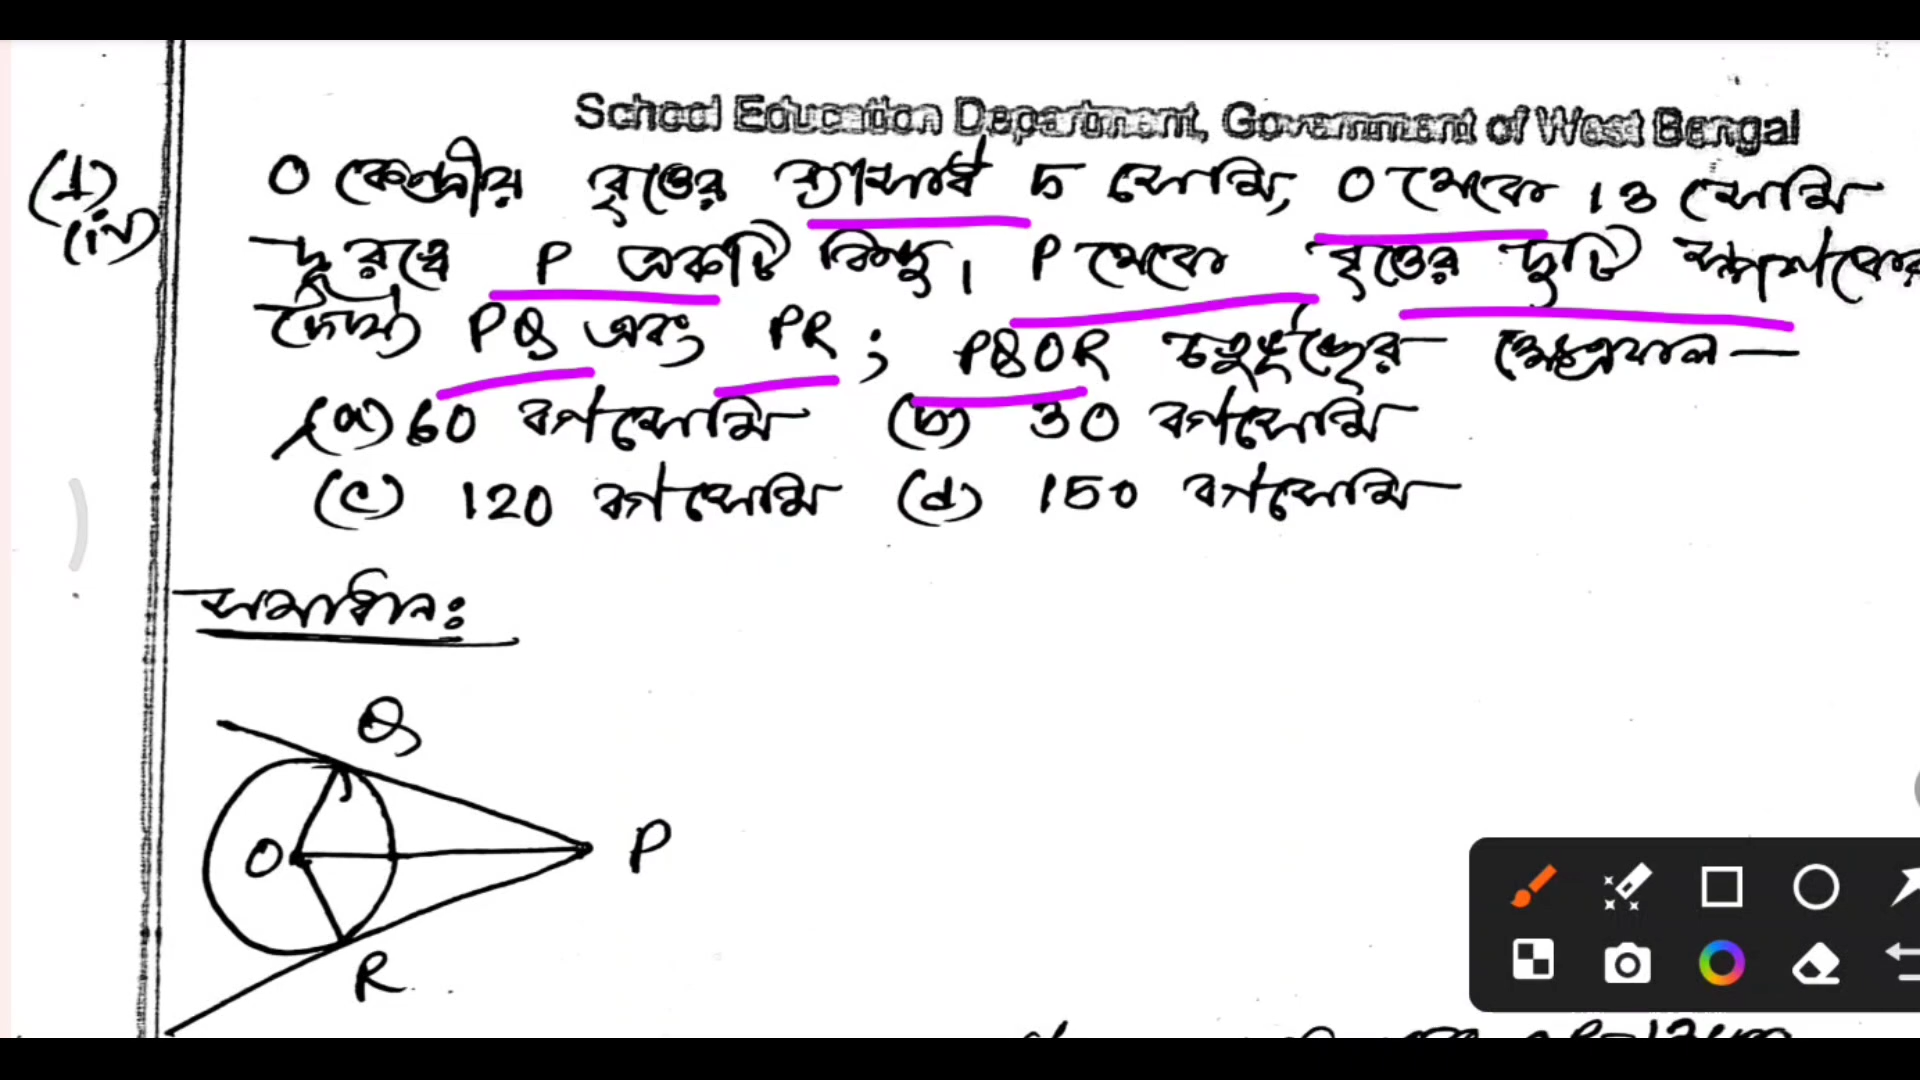 School Education Department, Government of West Bengal
(1) O কেন্দ্রীয় বৃত্তের ব্যাসার্ধ 5 সেমি, O থেকে 13 সেমি
(iv) দূরত্বে P একটি বিন্দু। P থেকে বৃত্তের দুটি স্পর্শকের
দৈর্ঘ্য PQ এবং PR ; PQOR চতুর্ভুজের ক্ষেত্রফল —
(a) 60 বর্গসেমি (b) 30 বর্গসেমি
(c) 120 বর্গসেমি (d) 150 বর্গসেমি
সমাধান:
Q
O P
R